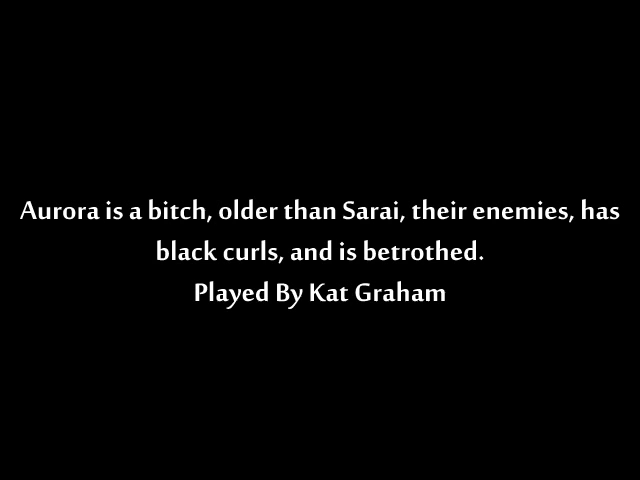 Aurora is a bitch, older than Sarai, their enemies, has
black curls, and is betrothed.
Played By Kat Graham